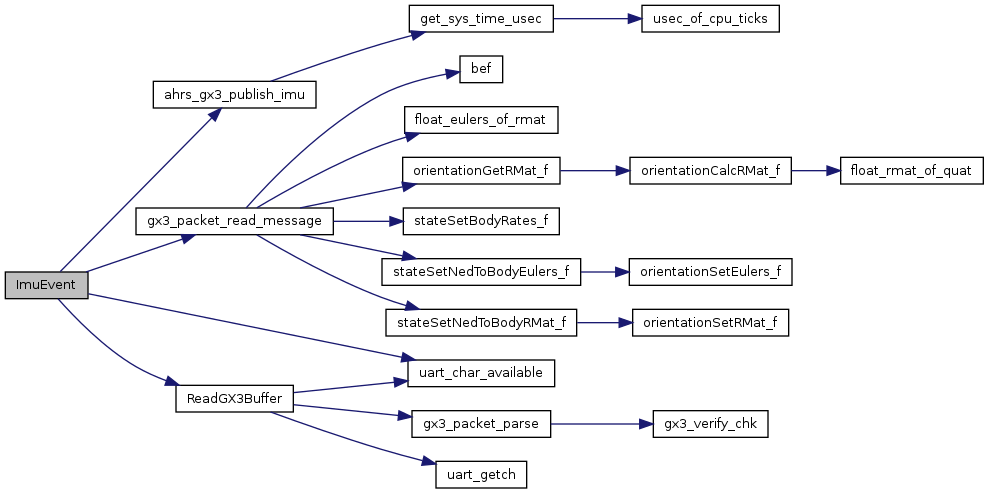 get_sys_time_usec
usec_of_cpu_ticks
bef
ahrs_gx3_publish_imu
float_eulers_of_rmat
orientationGetRMat_f
orientationCalcRMat_f
float_rmat_of_quat
gx3_packet_read_message
stateSetBodyRates_f
stateSetNedToBodyEulers_f
orientationSetEulers_f
ImuEvent
stateSetNedToBodyRMat_f
orientationSetRMat_f
uart_char_available
ReadGX3Buffer
gx3_packet_parse
gx3_verify_chk
uart_getch